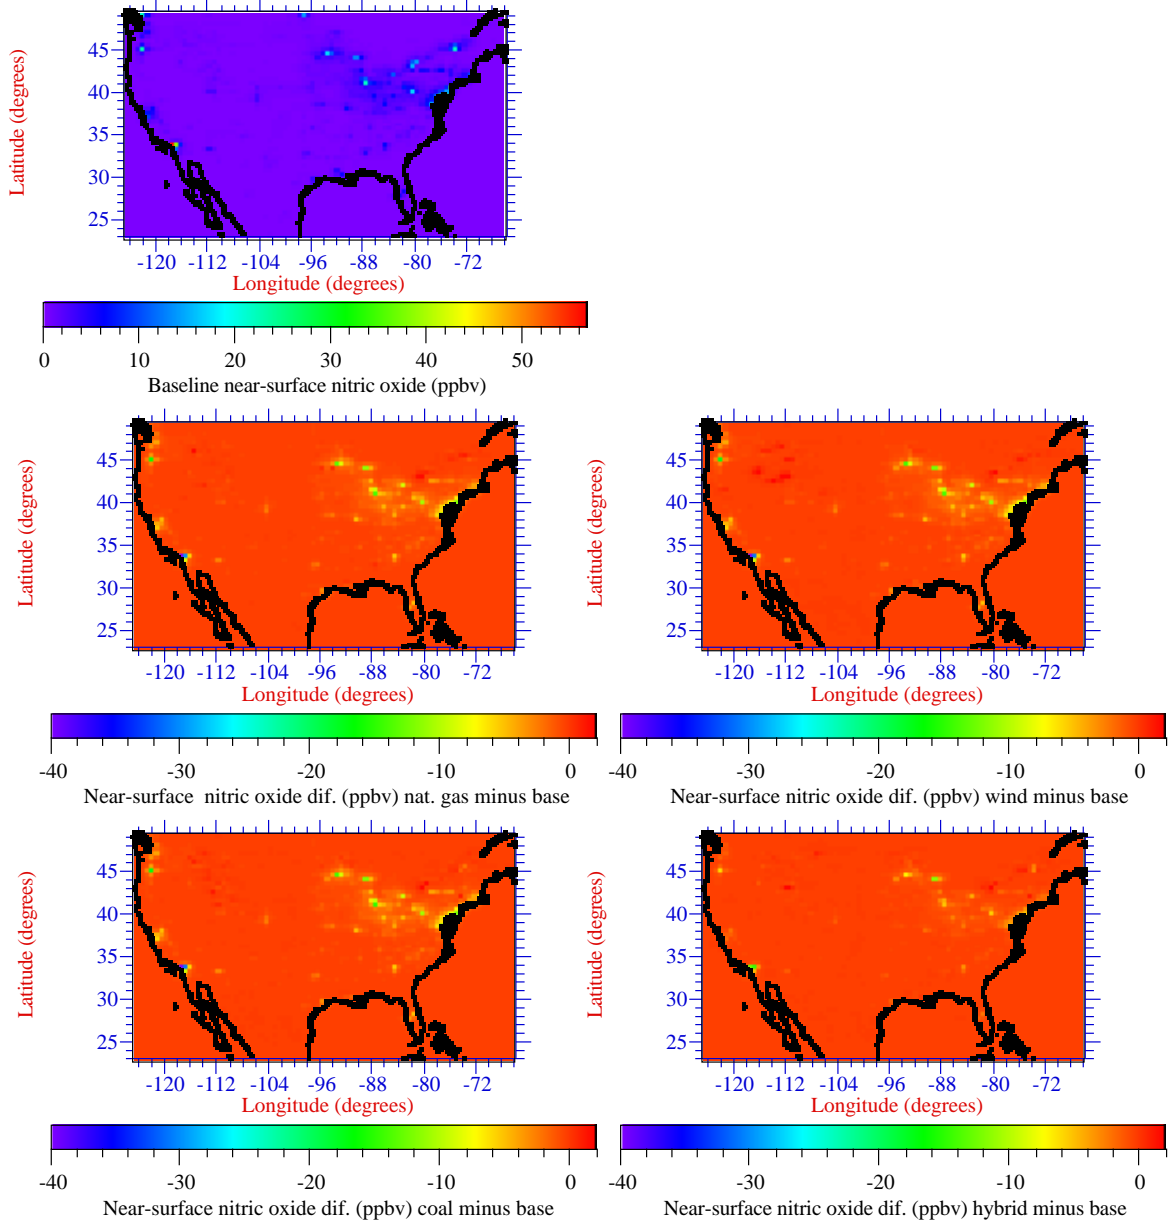 Latitude (degrees)
45
40
35
30
25
-120 -112 -104 -96 -88 -80 -72
Longitude (degrees)
0 10 20 30 40 50
Baseline near-surface nitric oxide (ppbv)
Latitude (degrees)
45
40
35
30
25
-120 -112 -104 -96 -88 -80 -72
Longitude (degrees)
-40 -30 -20 -10 0
Near-surface nitric oxide dif. (ppbv) nat. gas minus base
Latitude (degrees)
45
40
35
30
25
-120 -112 -104 -96 -88 -80 -72
Longitude (degrees)
-40 -30 -20 -10 0
Near-surface nitric oxide dif. (ppbv) wind minus base
Latitude (degrees)
45
40
35
30
25
-120 -112 -104 -96 -88 -80 -72
Longitude (degrees)
-40 -30 -20 -10 0
Near-surface nitric oxide dif. (ppbv) coal minus base
Latitude (degrees)
45
40
35
30
25
-120 -112 -104 -96 -88 -80 -72
Longitude (degrees)
-40 -30 -20 -10 0
Near-surface nitric oxide dif. (ppbv) hybrid minus base